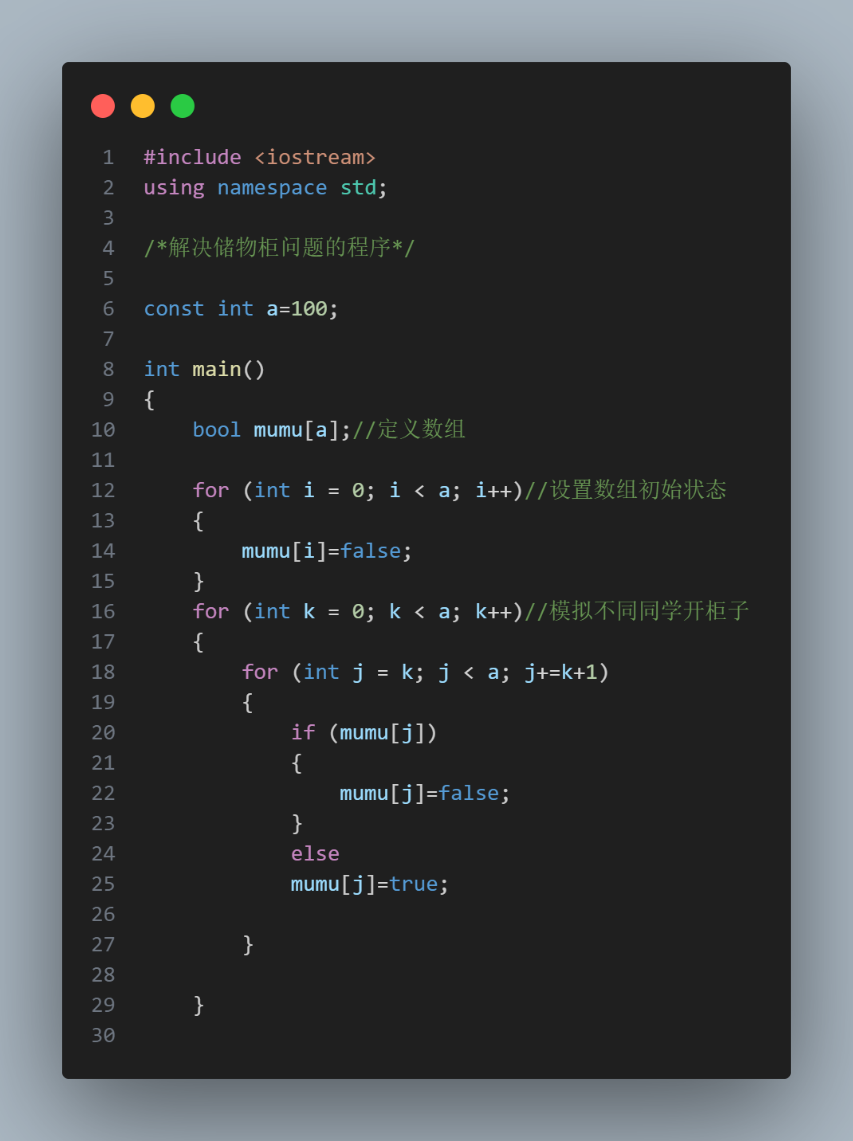 1 #include <iostream>
2 using namespace std;
3
4 /*解决储物柜问题的程序*/
5
6 const int a=100;
7
8 int main()
9 {
10     bool mumu[a];//定义数组
11
12     for (int i = 0; i < a; i++)//设置数组初始状态
13     {
14         mumu[i]=false;
15     }
16     for (int k = 0; k < a; k++)//模拟不同同学开柜子
17     {
18         for (int j = k; j < a; j+=k+1)
19         {
20             if (mumu[j])
21             {
22                 mumu[j]=false;
23             }
24             else
25             mumu[j]=true;
26
27         }
28
29     }
30